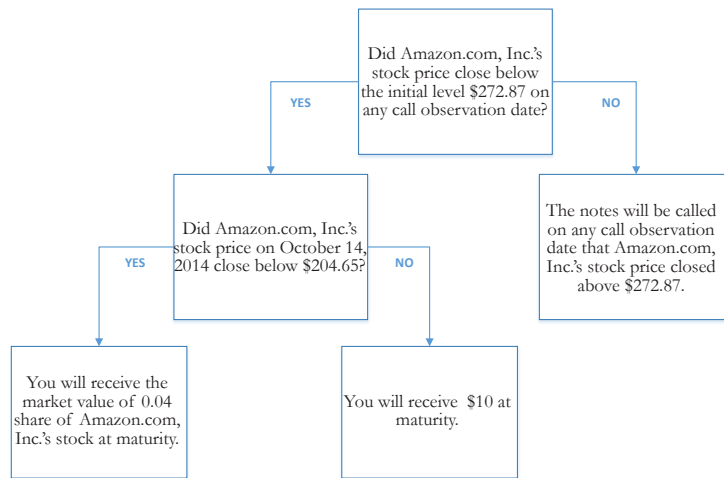 Did Amazon.com, Inc.'s
stock price close below
the initial level $272.87 on
any call observation date?
YES
NO
Did Amazon.com, Inc.'s
stock price on October 14,
2014 close below $204.65?
The notes will be called
on any call observation
date that Amazon.com,
Inc.'s stock price closed
above $272.87.
YES
NO
You will receive the
market value of 0.04
share of Amazon.com,
Inc.'s stock at maturity.
You will receive $10 at
maturity.